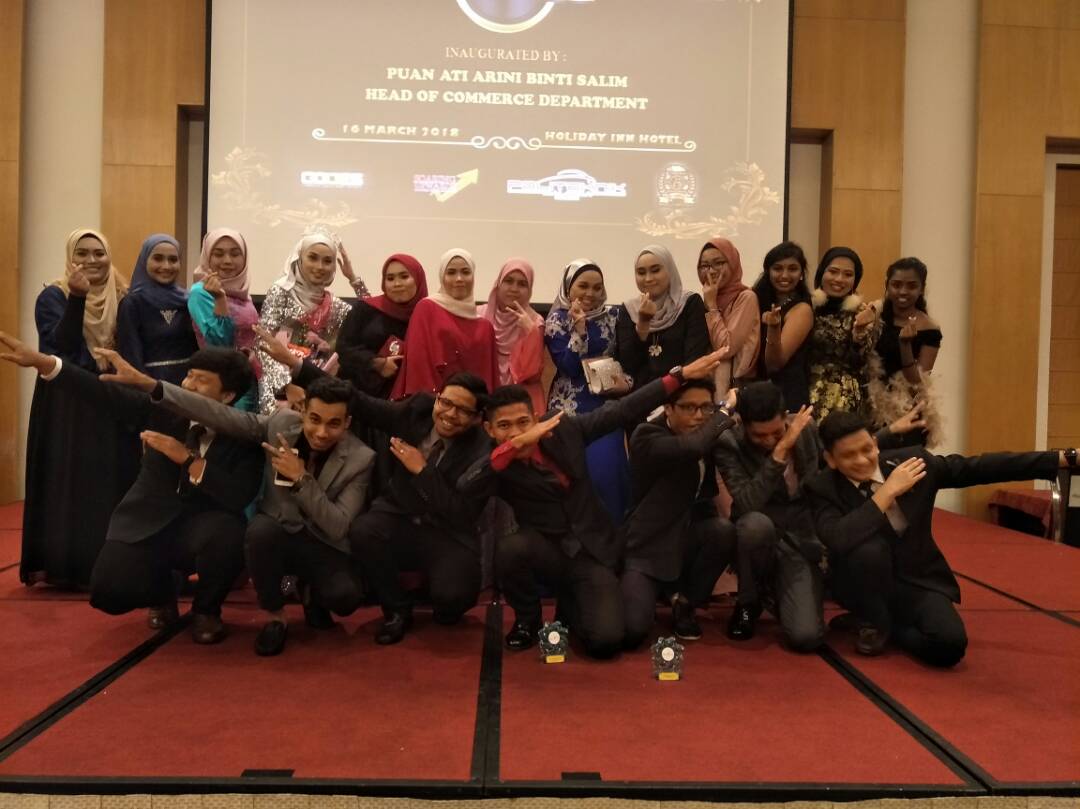 INAUGURATED BY :
PUAN ATI ARINI BINTI SALIM
HEAD OF COMMERCE DEPARTMENT
16 MARCH 2018
HOLIDAY INN HOTEL